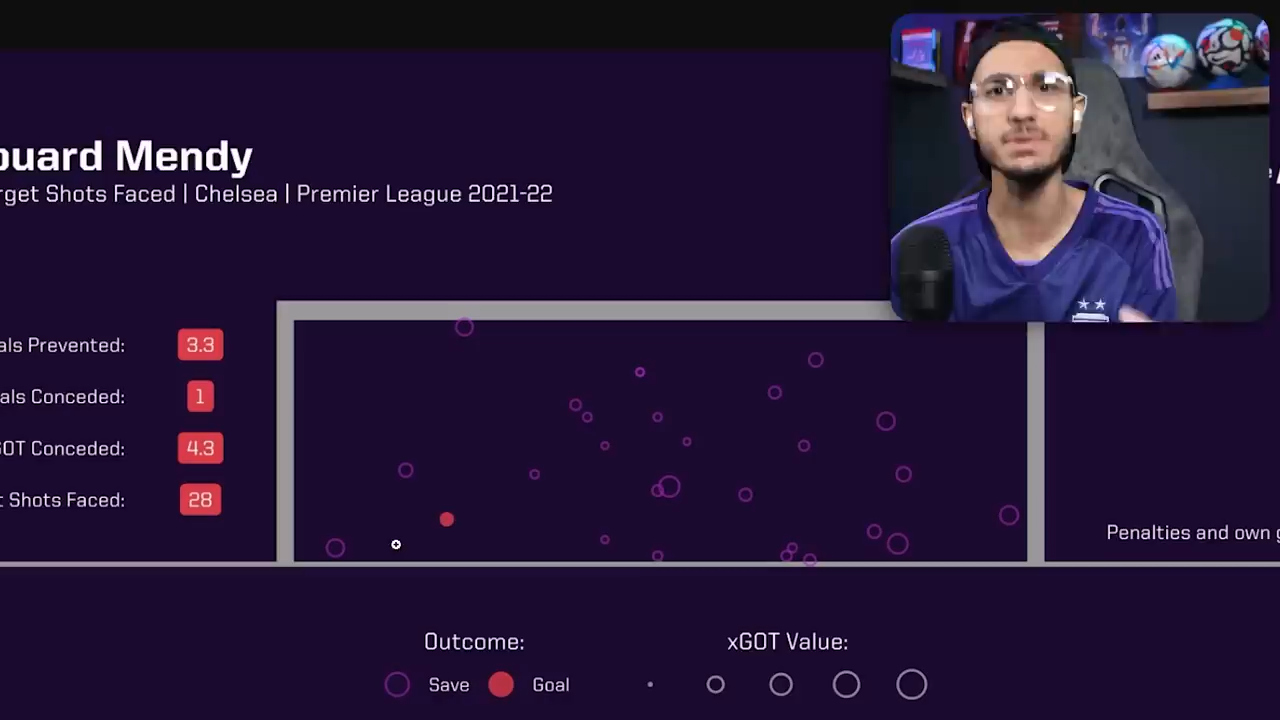 ouard Mendy
rget Shots Faced | Chelsea | Premier League 2021-22
als Prevented: 3.3
als Conceded: 1
GOT Conceded: 4.3
t Shots Faced: 28
Penalties and own g
Outcome:
Save
Goal
xGOT Value: